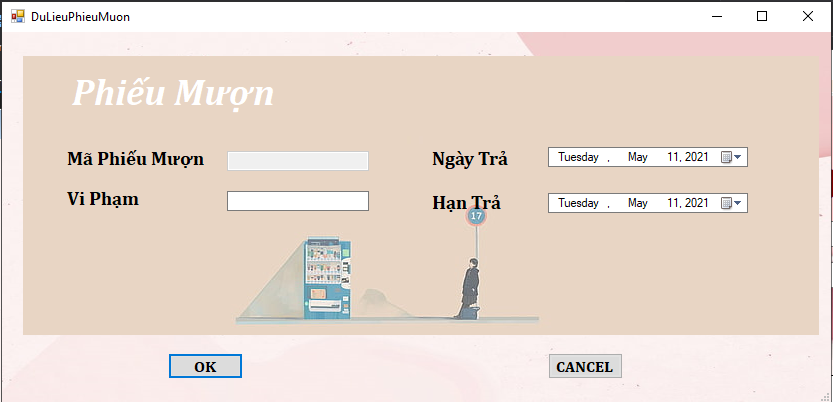 DuLieuPhieuMuon
Phiếu Mượn
Mã Phiếu Mượn
Ngày Trả
Tuesday , May 11, 2021
Vi Phạm
Hạn Trả
Tuesday , May 11, 2021
17
OK
CANCEL